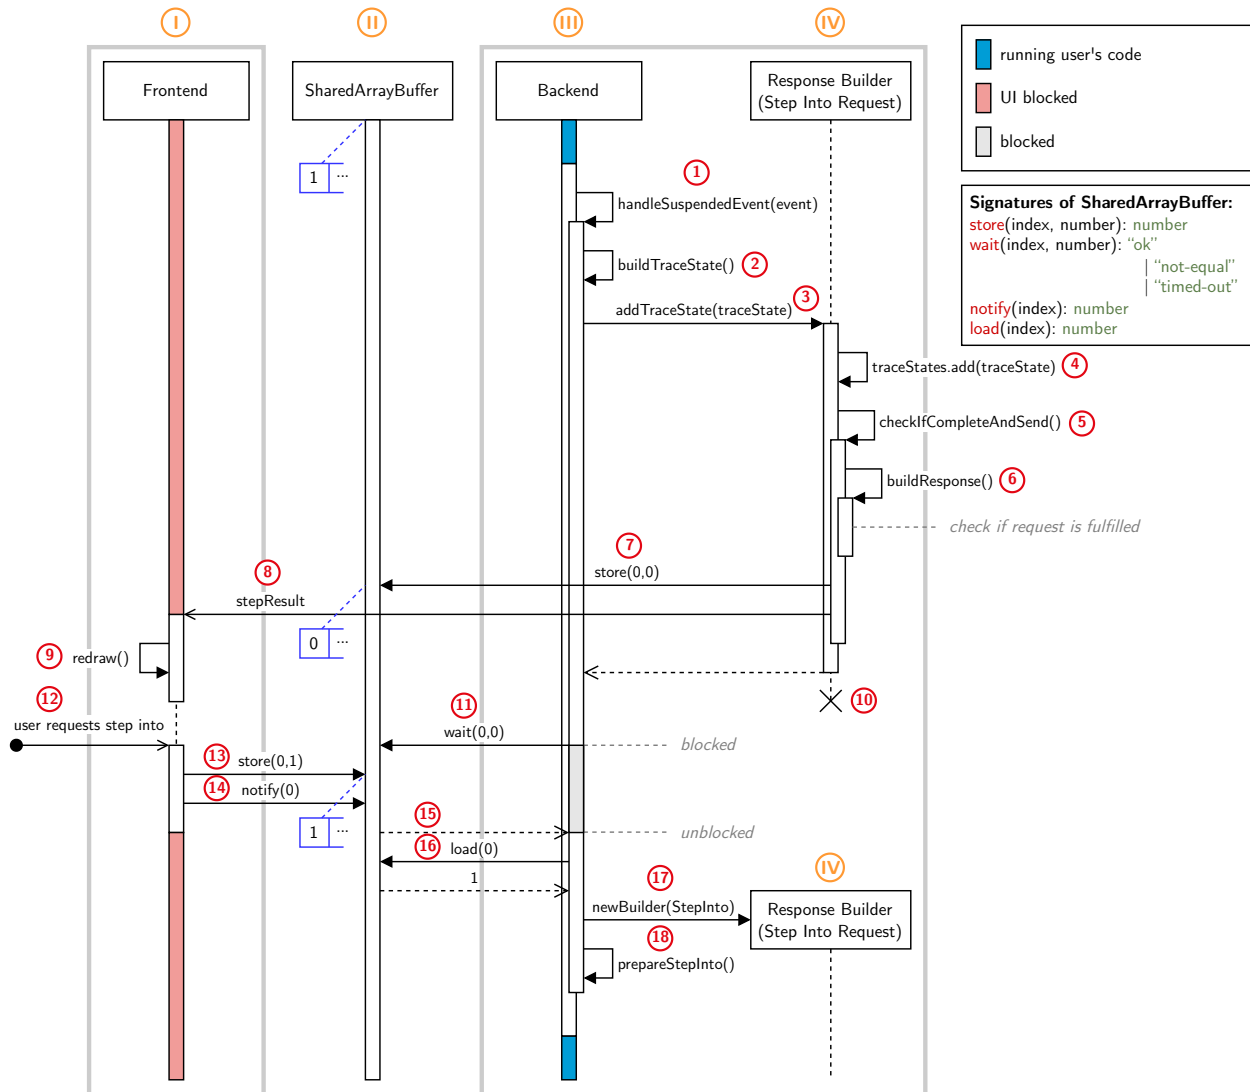 I
II
III
IV
Frontend
SharedArrayBuffer
Backend
Response Builder
(Step Into Request)
running user's code
UI blocked
blocked
Signatures of SharedArrayBuffer:
store(index, number): number
wait(index, number): “ok”
| “not-equal”
| “timed-out”
notify(index): number
load(index): number
1 ...
1
handleSuspendedEvent(event)
buildTraceState() 2
3
addTraceState(traceState)
traceStates.add(traceState) 4
checkIfCompleteAndSend() 5
buildResponse() 6
check if request is fulfilled
7
store(0,0)
8
stepResult
0 ...
9 redraw()
10
12
user requests step into
11
wait(0,0)
blocked
13 store(0,1)
14 notify(0)
1 ...
15
unblocked
16 load(0)
1
17
newBuilder(StepInto)
IV
Response Builder
(Step Into Request)
18
prepareStepInto()